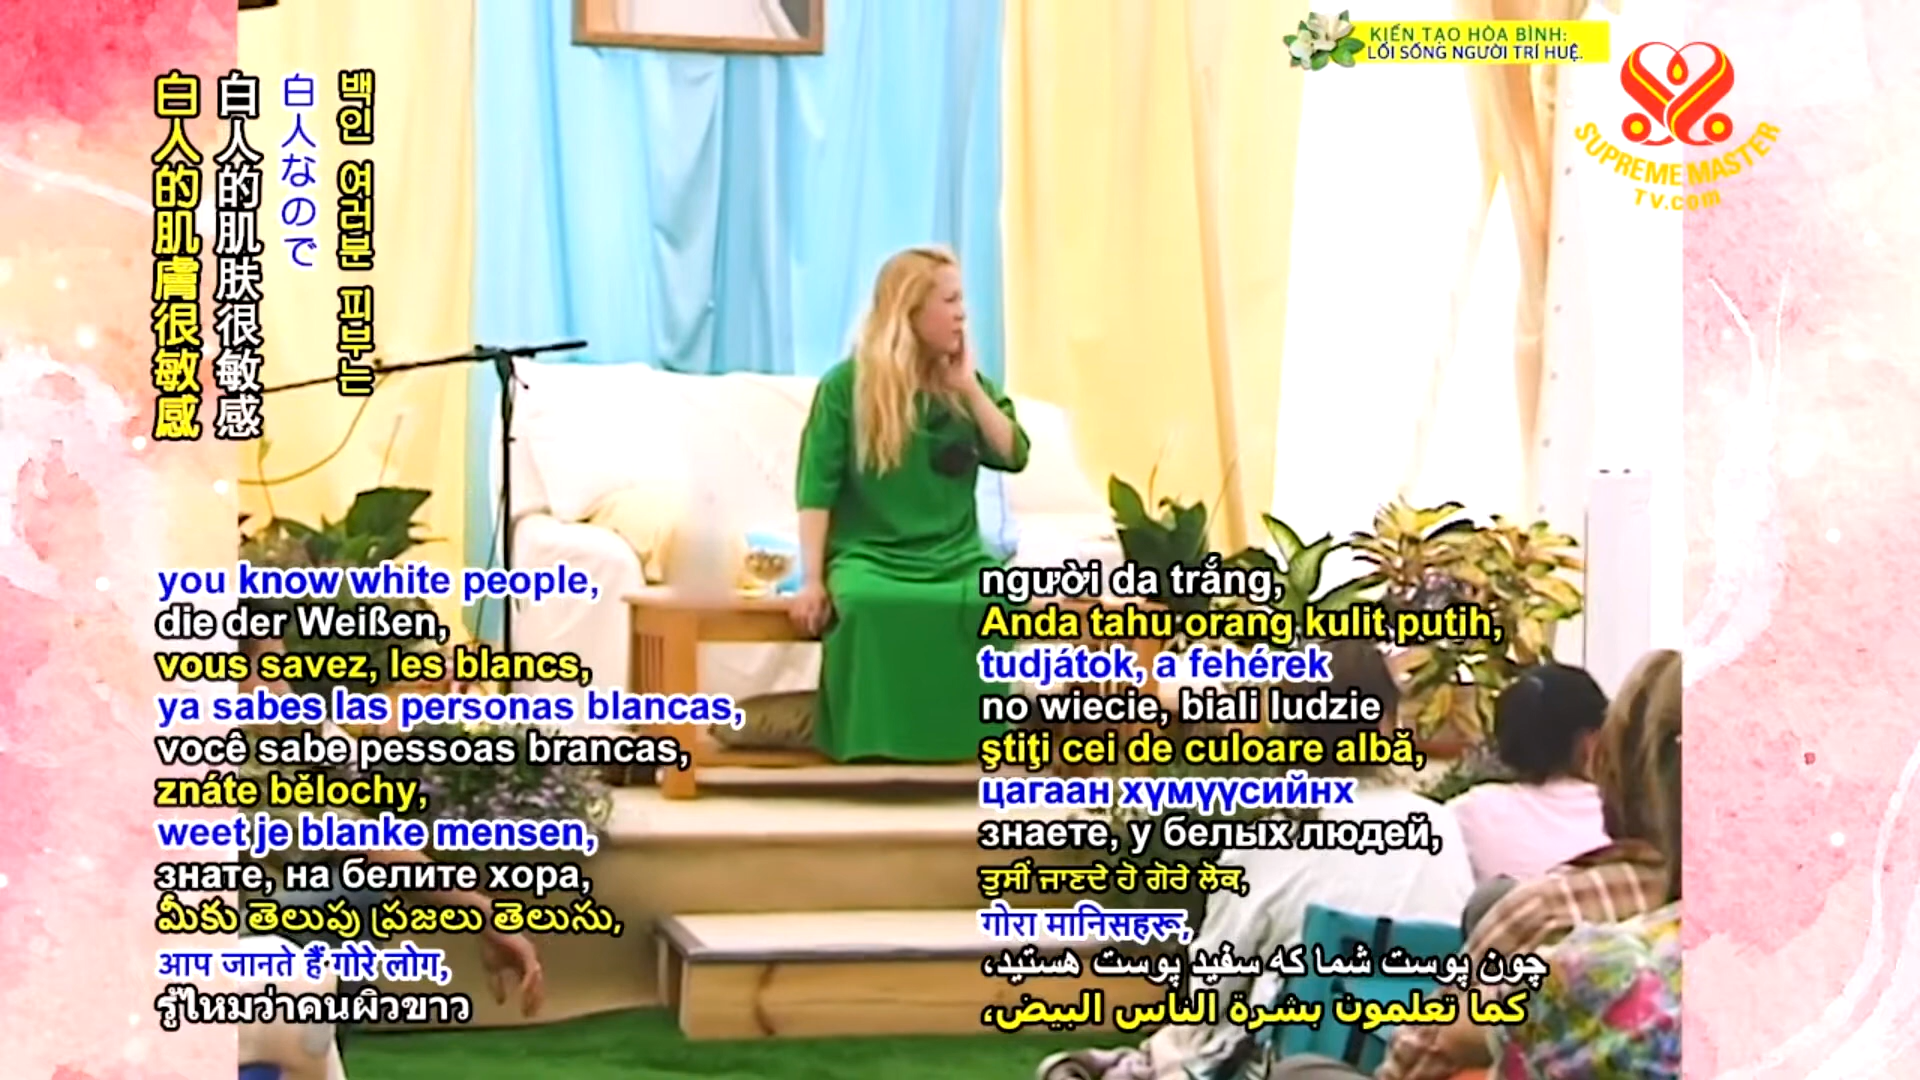 KIẾN TẠO HÒA BÌNH:
LỐI SỐNG NGƯỜI TRÍ HUỆ.
SUPREME MASTER
TV.com
백인 여러분 피부는
白人なので
白人的肌肤很敏感
白人的肌膚很敏感
you know white people,
die der Weißen,
vous savez, les blancs,
ya sabes las personas blancas,
você sabe pessoas brancas,
znáte bělochy,
weet je blanke mensen,
знате, на белите хора,
మీకు తెలుపు ప్రజలు తెలుసు,
आप जानते हैं गोरे लोग,
รู้ไหมว่าคนผิวขาว
người da trắng,
Anda tahu orang kulit putih,
tudjátok, a fehérek
no wiecie, biali ludzie
ştiţi cei de culoare albă,
цагаан хүмүүсийнх
знаете, у белых людей,
ਤੁਸੀਂ ਜਾਣਦੇ ਹੋ ਗੋਰੇ ਲੋਕ,
गोरा मानिसहरू,
چون پوست شما که سفید پوست هستید،
كما تعلمون بشرة الناس البيض،